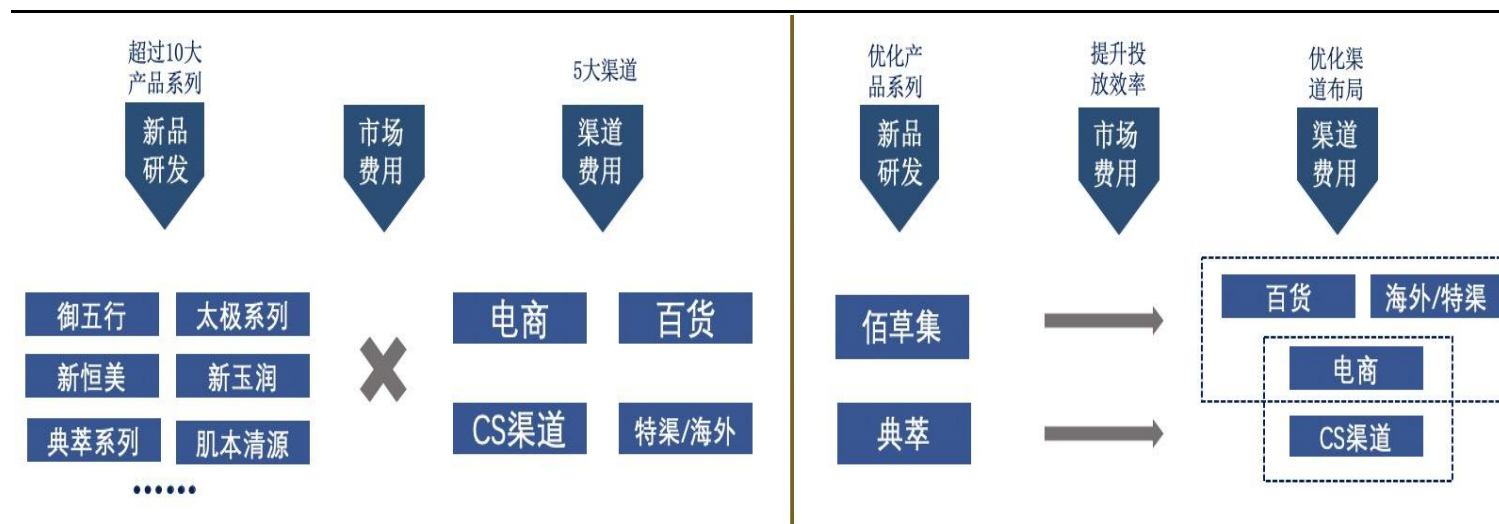 超过10大
产品系列
5大渠道
新品
研发
市场
费用
渠道
费用
御五行
太极系列
电商
百货
新恒美
新玉润
典萃系列
肌本清源
CS渠道
特渠/海外
......
优化产
品系列
提升投
放效率
优化渠
道布局
新品
研发
市场
费用
渠道
费用
佰草集
百货
海外/特渠
电商
典萃
CS渠道